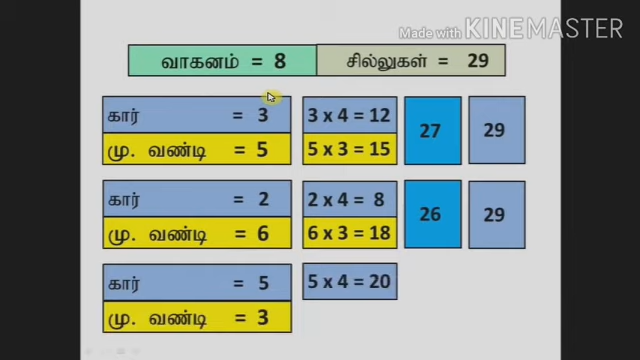 Made with KINEMASTER
வாகனம் = 8 சில்லுகள் = 29
கார் = 3 3 x 4 = 12 27 29
மு. வண்டி = 5 5 x 3 = 15
கார் = 2 2 x 4 = 8 26 29
மு. வண்டி = 6 6 x 3 = 18
கார் = 5 5 x 4 = 20
மு. வண்டி = 3